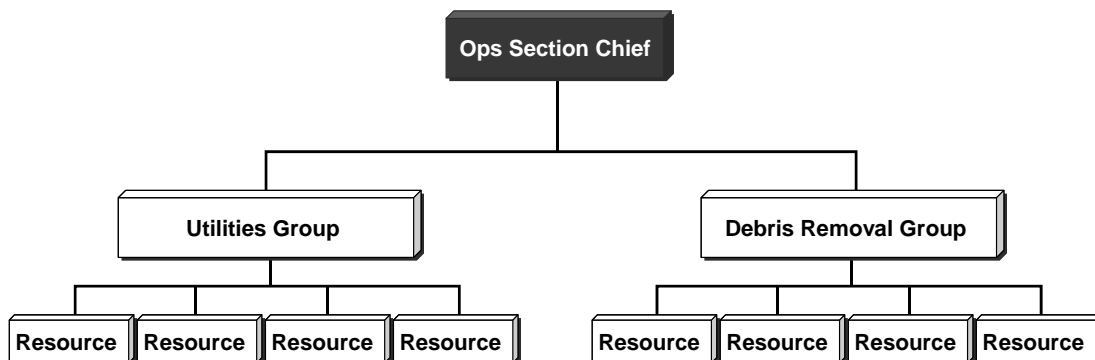 Ops Section Chief
Utilities Group
Debris Removal Group
Resource
Resource
Resource
Resource
Resource
Resource
Resource
Resource